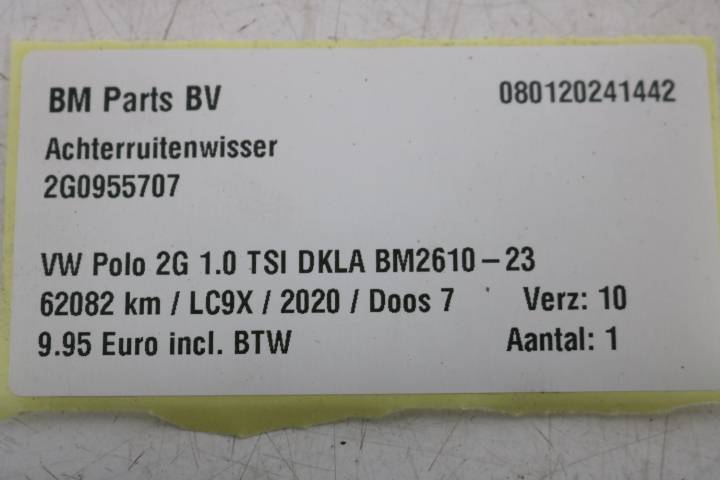 BM Parts BV 080120241442
Achterruitenwisser
2G0955707
VW Polo 2G 1.0 TSI DKLA BM2610-23
62082 km / LC9X / 2020 / Doos 7 Verz: 10
9.95 Euro incl. BTW Aantal: 1